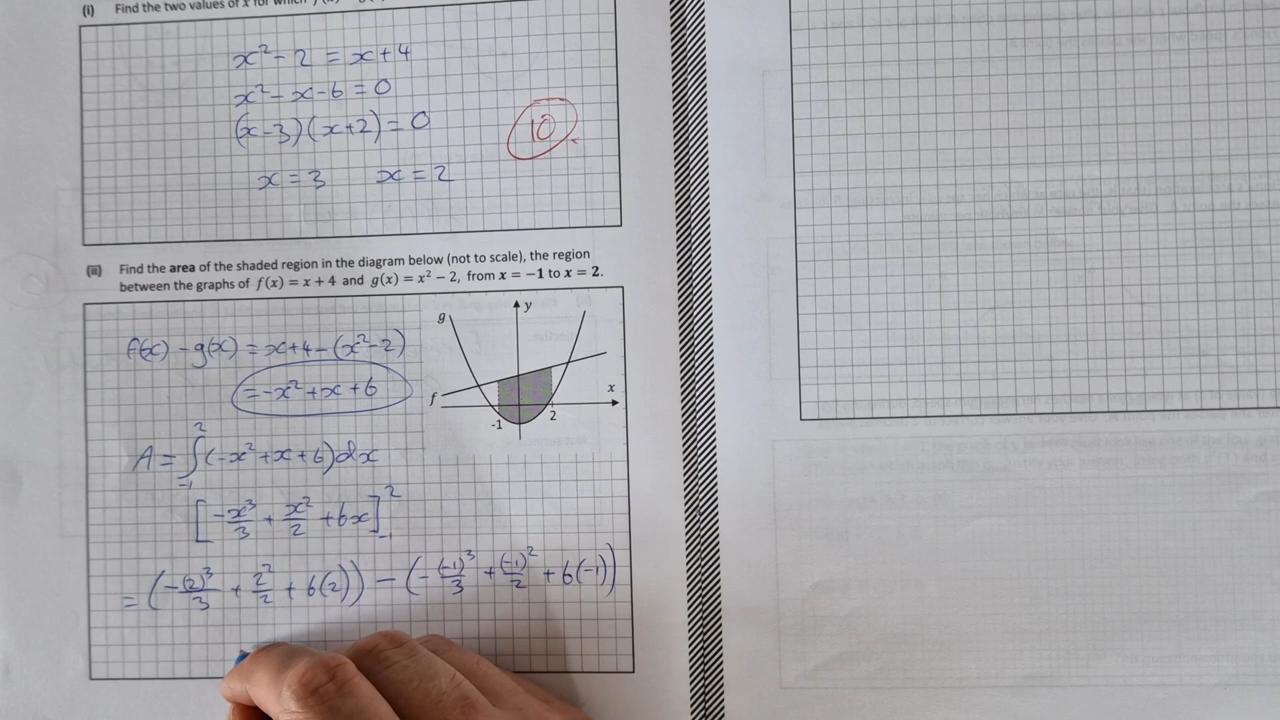 (i) Find the two values of x for which
x² - 2 = x + 4
x² - x - 6 = 0
(x-3)(x+2) = 0
10
x = 3 x = 2
(ii) Find the area of the shaded region in the diagram below (not to scale), the region
between the graphs of f(x) = x + 4 and g(x) = x² − 2, from x = −1 to x = 2.
g
y
f
x
-1
2
f(x) - g(x) = x+4 - (x²-2)
= -x² + x + 6
A = ∫₋₁² (-x² + x + 6) dx
[-x³/3 + x²/2 + 6x]₋₁²
= (-(2)³/3 + 2²/2 + 6(2)) - (-(-1)³/3 + (-1)²/2 + 6(-1))